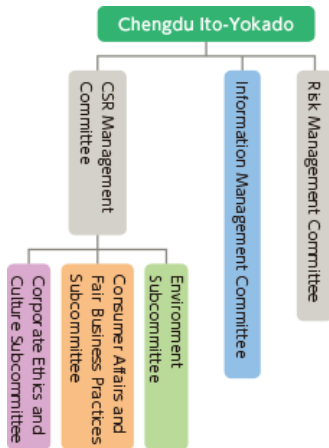 Chengdu Ito-Yokado
CSR Management
Committee
Information Management Committee
Risk Management Committee
Corporate Ethics and
Culture Subcommittee
Consumer Affairs and
Fair Business Practices
Subcommittee
Environment
Subcommittee